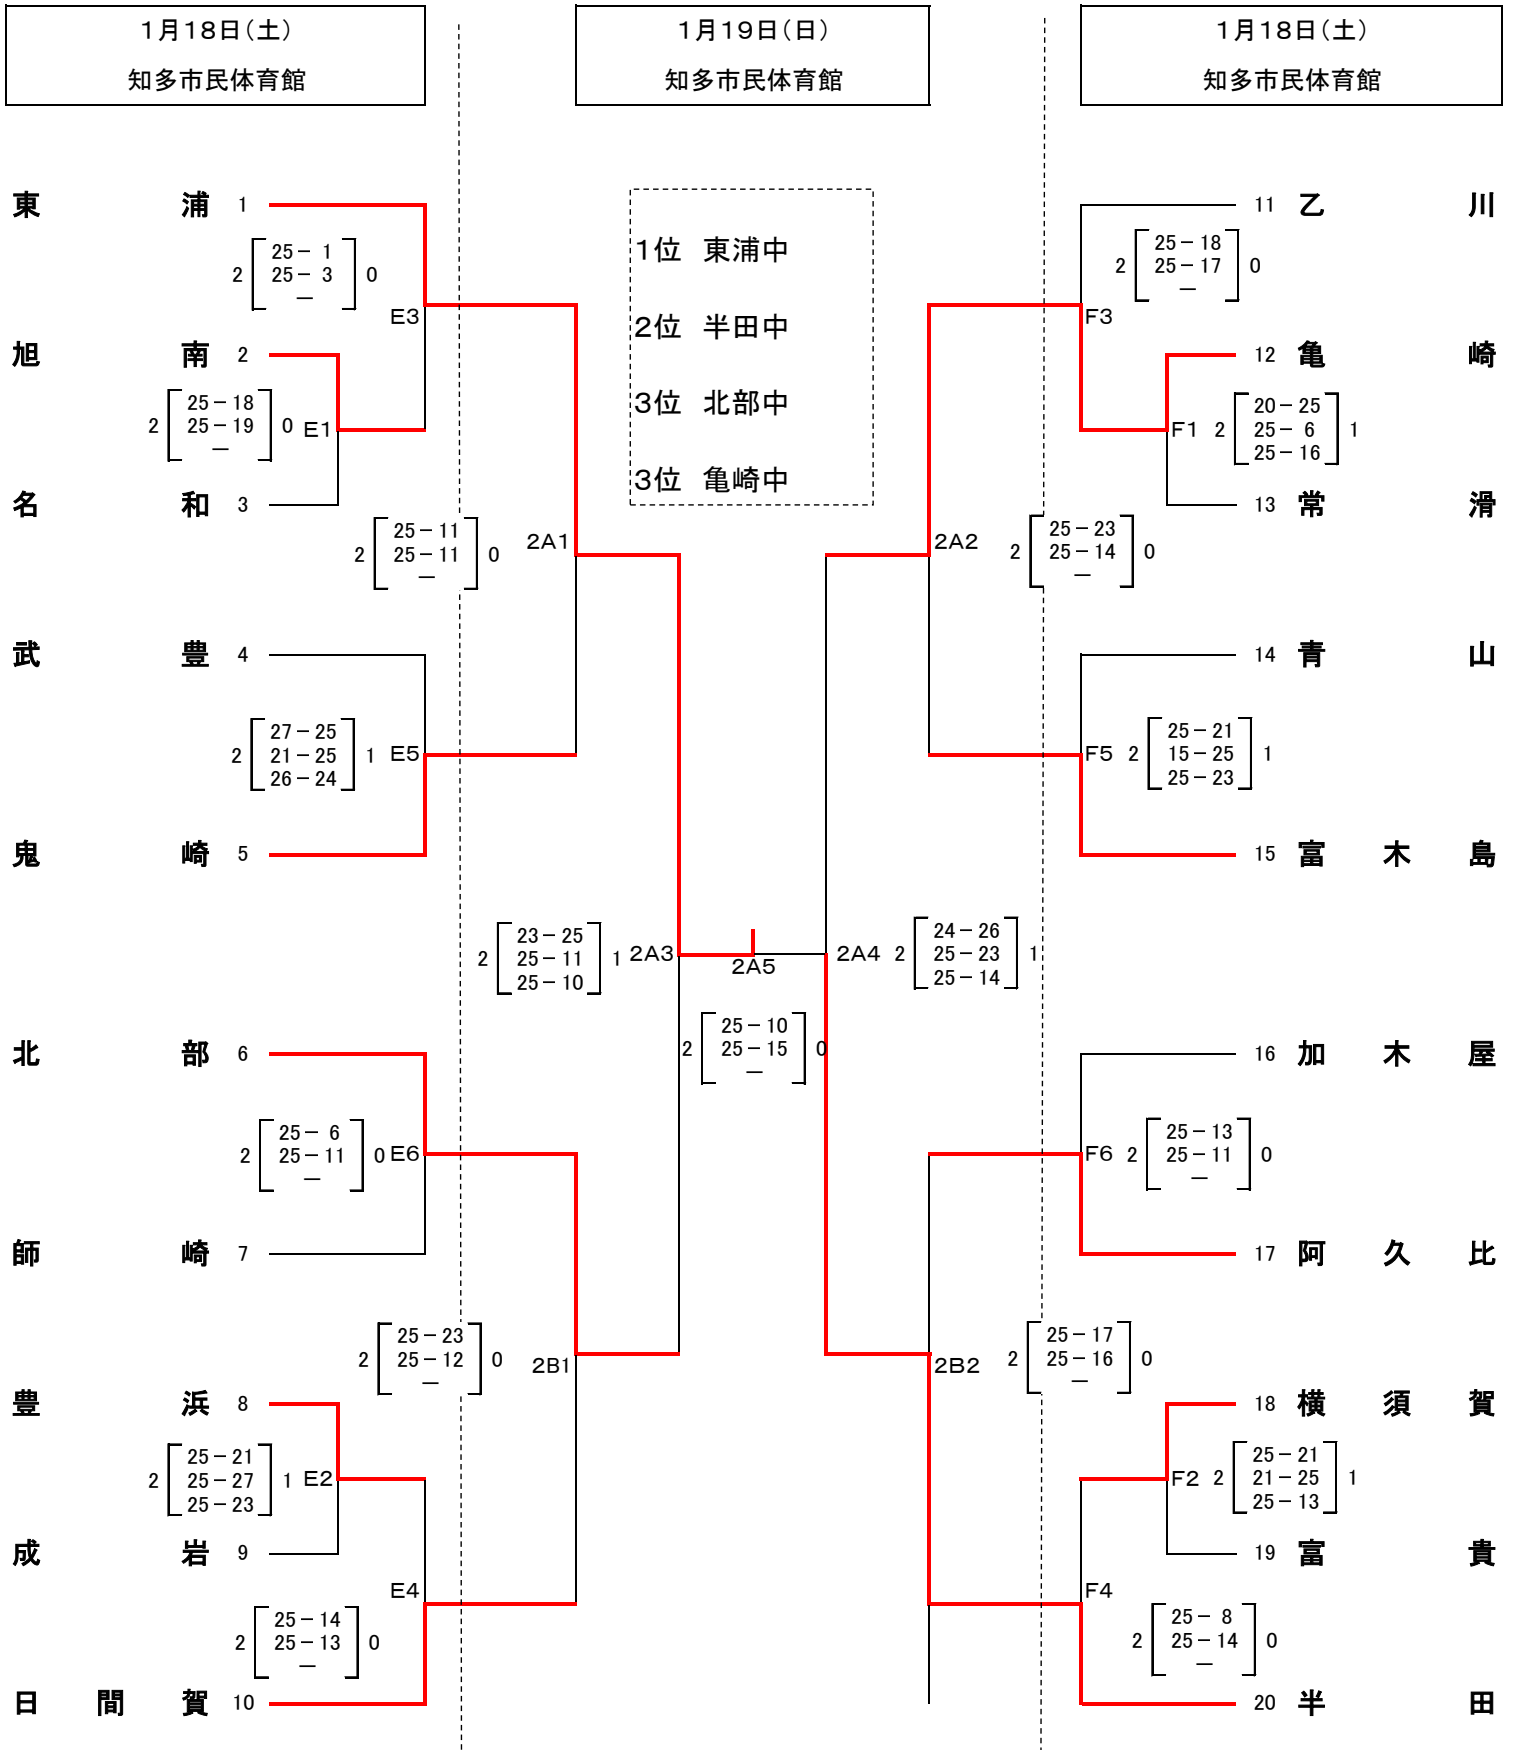 1月18日(土)
知多市民体育館
1月19日(日)
知多市民体育館
1月18日(土)
知多市民体育館
1位 東浦中
2位 半田中
3位 北部中
3位 亀崎中
東浦 1
2 25－1 0
25－3
－
E3
旭南 2
2 25－18 0
25－19
－
E1
名和 3
2 25－11 0
25－11
－
2A1
武豊 4
2 27－25 1
21－25
26－24
E5
鬼崎 5
2 23－25 1
25－11
25－10
2A3
北部 6
2 25－6 0
25－11
－
E6
師崎 7
2 25－23 0
25－12
－
2B1
豊浜 8
2 25－21 1
25－27
25－23
E2
成岩 9
E4
2 25－14 0
25－13
－
日間賀 10
2A5
2 25－10 0
25－15
－
11 乙川
2 25－18 0
25－17
－
F3
12 亀崎
F1
2 20－25 1
25－6
25－16
13 常滑
2A2
2 25－23 0
25－14
－
14 青山
F5
2 25－21 1
15－25
25－23
15 富木島
2A4
2 24－26 1
25－23
25－14
16 加木屋
F6
2 25－13 0
25－11
－
17 阿久比
2B2
2 25－17 0
25－16
－
18 横須賀
F2
2 25－21 1
21－25
25－13
19 富貴
F4
2 25－8 0
25－14
－
20 半田